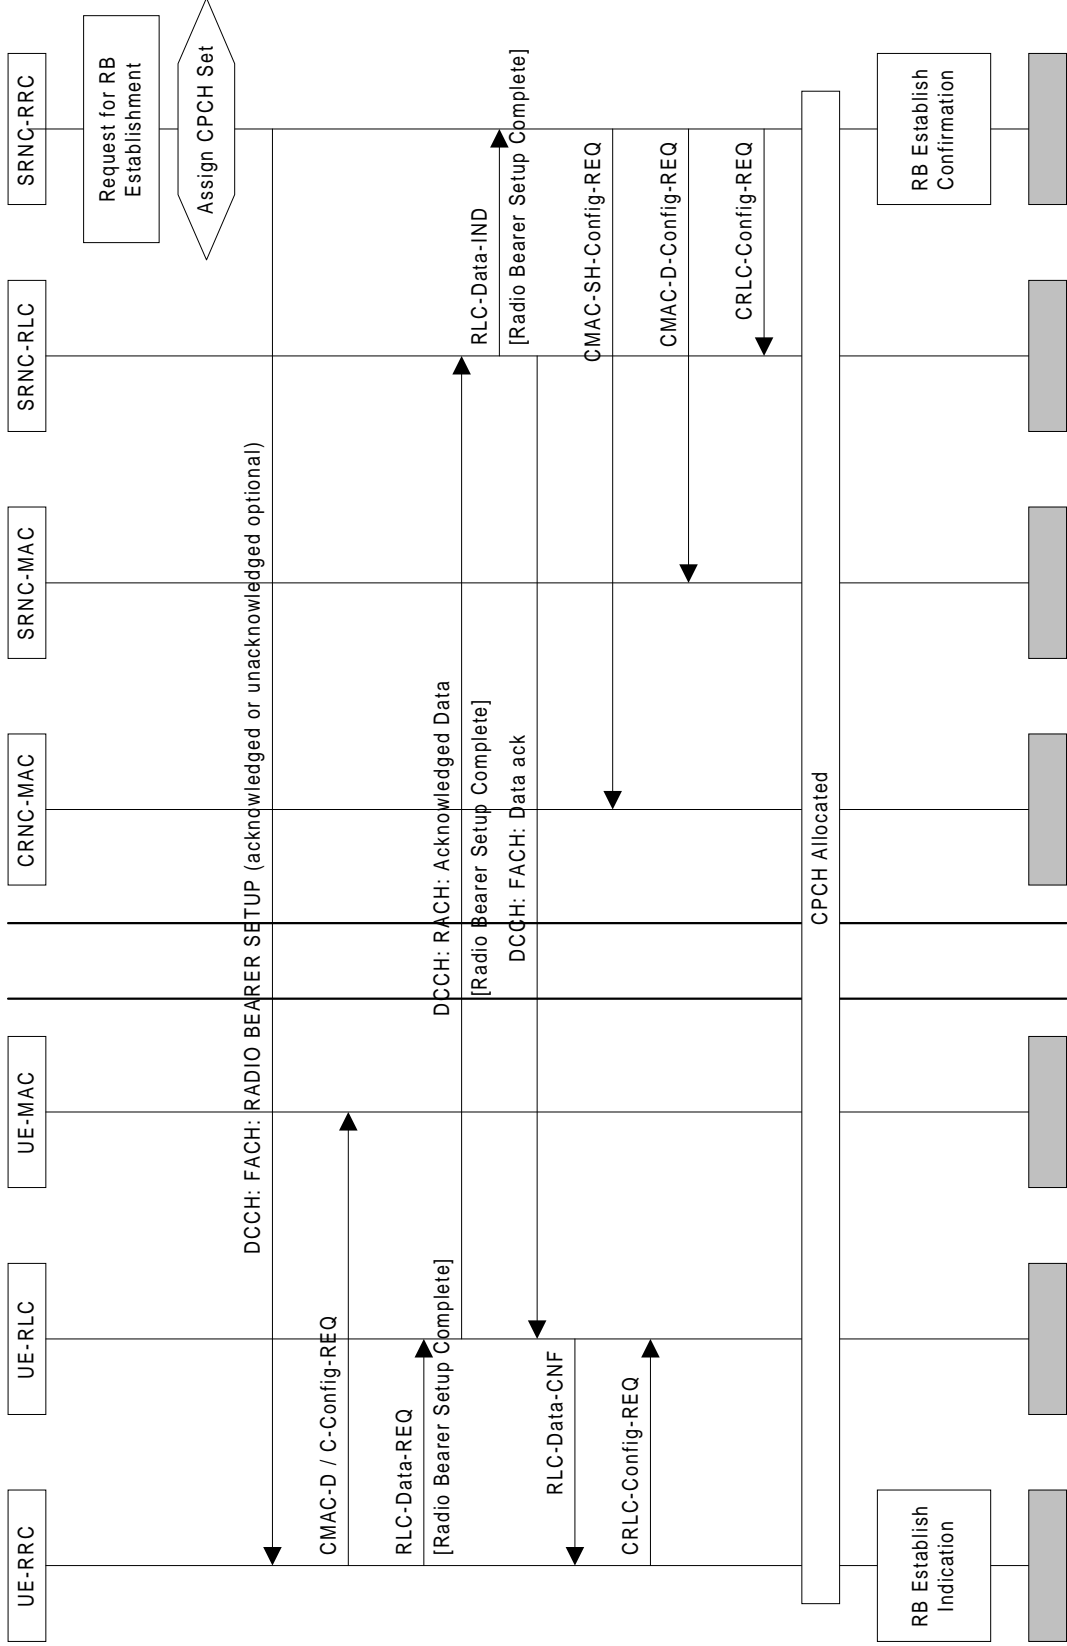 UE-RRC
UE-RLC
UE-MAC
CRNC-MAC
SRNC-MAC
SRNC-RLC
SRNC-RRC
Request for RB
Establishment
Assign CPCH Set
DCCH: FACH: RADIO BEARER SETUP (acknowledged or unacknowledged optional)
CMAC-D / C-Config-REQ
RLC-Data-REQ
[Radio Bearer Setup Complete]
DCCH: RACH: Acknowledged Data
[Radio Bearer Setup Complete]
RLC-Data-IND
[Radio Bearer Setup Complete]
DCCH: FACH: Data ack
RLC-Data-CNF
CMAC-SH-Config-REQ
CRLC-Config-REQ
CMAC-D-Config-REQ
CRLC-Config-REQ
CPCH Allocated
RB Establish
Indication
RB Establish
Confirmation